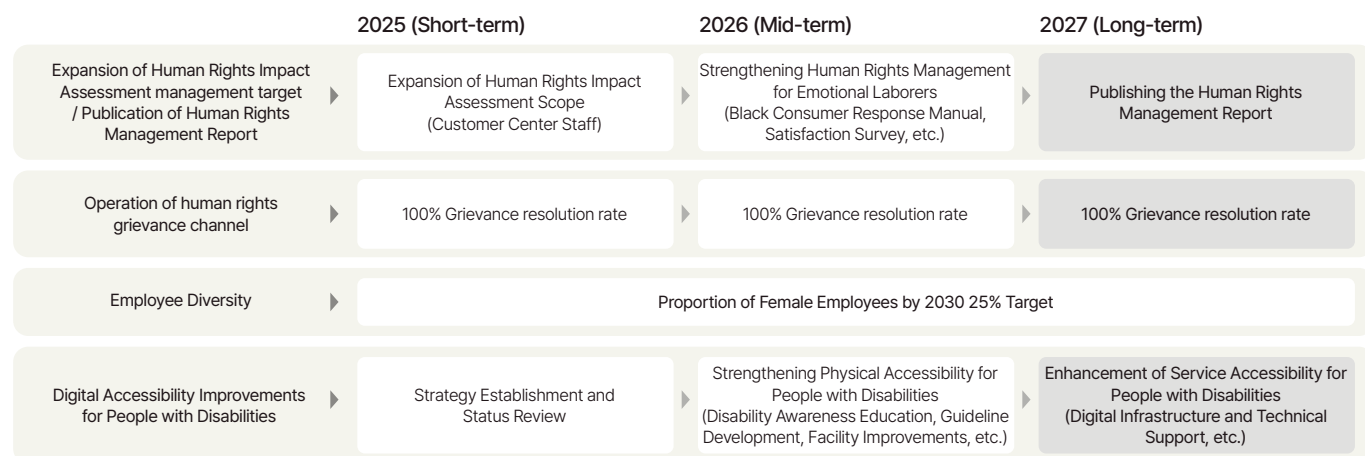 2025 (Short-term)
2026 (Mid-term)
2027 (Long-term)
Expansion of Human Rights Impact
Assessment management target
/ Publication of Human Rights
Management Report
Expansion of Human Rights Impact
Assessment Scope
(Customer Center Staff)
Strengthening Human Rights Management
for Emotional Laborers
(Black Consumer Response Manual,
Satisfaction Survey, etc.)
Publishing the Human Rights
Management Report
Operation of human rights
grievance channel
100% Grievance resolution rate
100% Grievance resolution rate
100% Grievance resolution rate
Employee Diversity
Proportion of Female Employees by 2030 25% Target
Digital Accessibility Improvements
for People with Disabilities
Strategy Establishment and
Status Review
Strengthening Physical Accessibility for
People with Disabilities
(Disability Awareness Education, Guideline
Development, Facility Improvements, etc.)
Enhancement of Service Accessibility for
People with Disabilities
(Digital Infrastructure and Technical
Support, etc.)